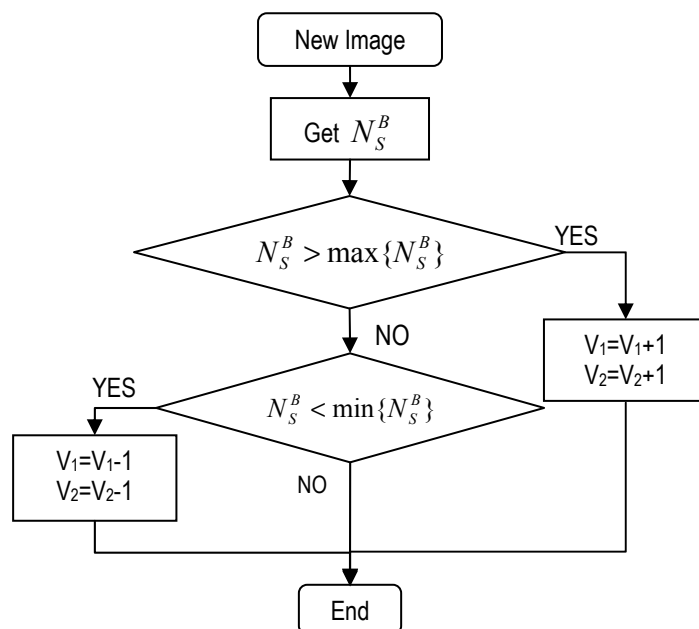 New Image
Get N_S^B
N_S^B > max{N_S^B}
YES
NO
V₁=V₁+1
V₂=V₂+1
YES
N_S^B < min{N_S^B}
V₁=V₁-1
V₂=V₂-1
NO
End